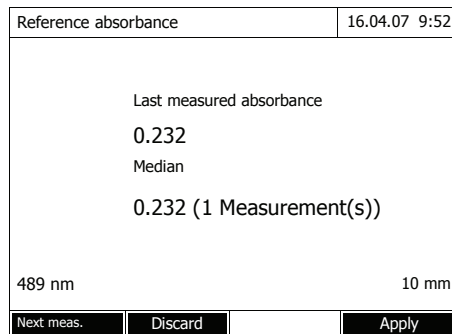 Reference absorbance 16.04.07 9:52
Last measured absorbance
0.232
Median
0.232 (1 Measurement(s))
489 nm 10 mm
Next meas. Discard Apply